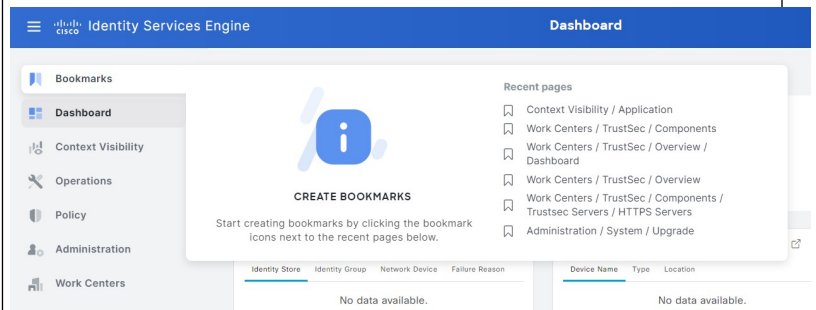 cisco Identity Services Engine
Dashboard
Bookmarks
Dashboard
Context Visibility
Operations
Policy
Administration
Work Centers
CREATE BOOKMARKS
Start creating bookmarks by clicking the bookmark
icons next to the recent pages below.
Recent pages
Context Visibility / Application
Work Centers / TrustSec / Components
Work Centers / TrustSec / Overview /
Dashboard
Work Centers / TrustSec / Overview
Work Centers / TrustSec / Components /
Trustsec Servers / HTTPS Servers
Administration / System / Upgrade
Identity Store Identity Group Network Device Failure Reason
No data available.
Device Name Type Location
No data available.